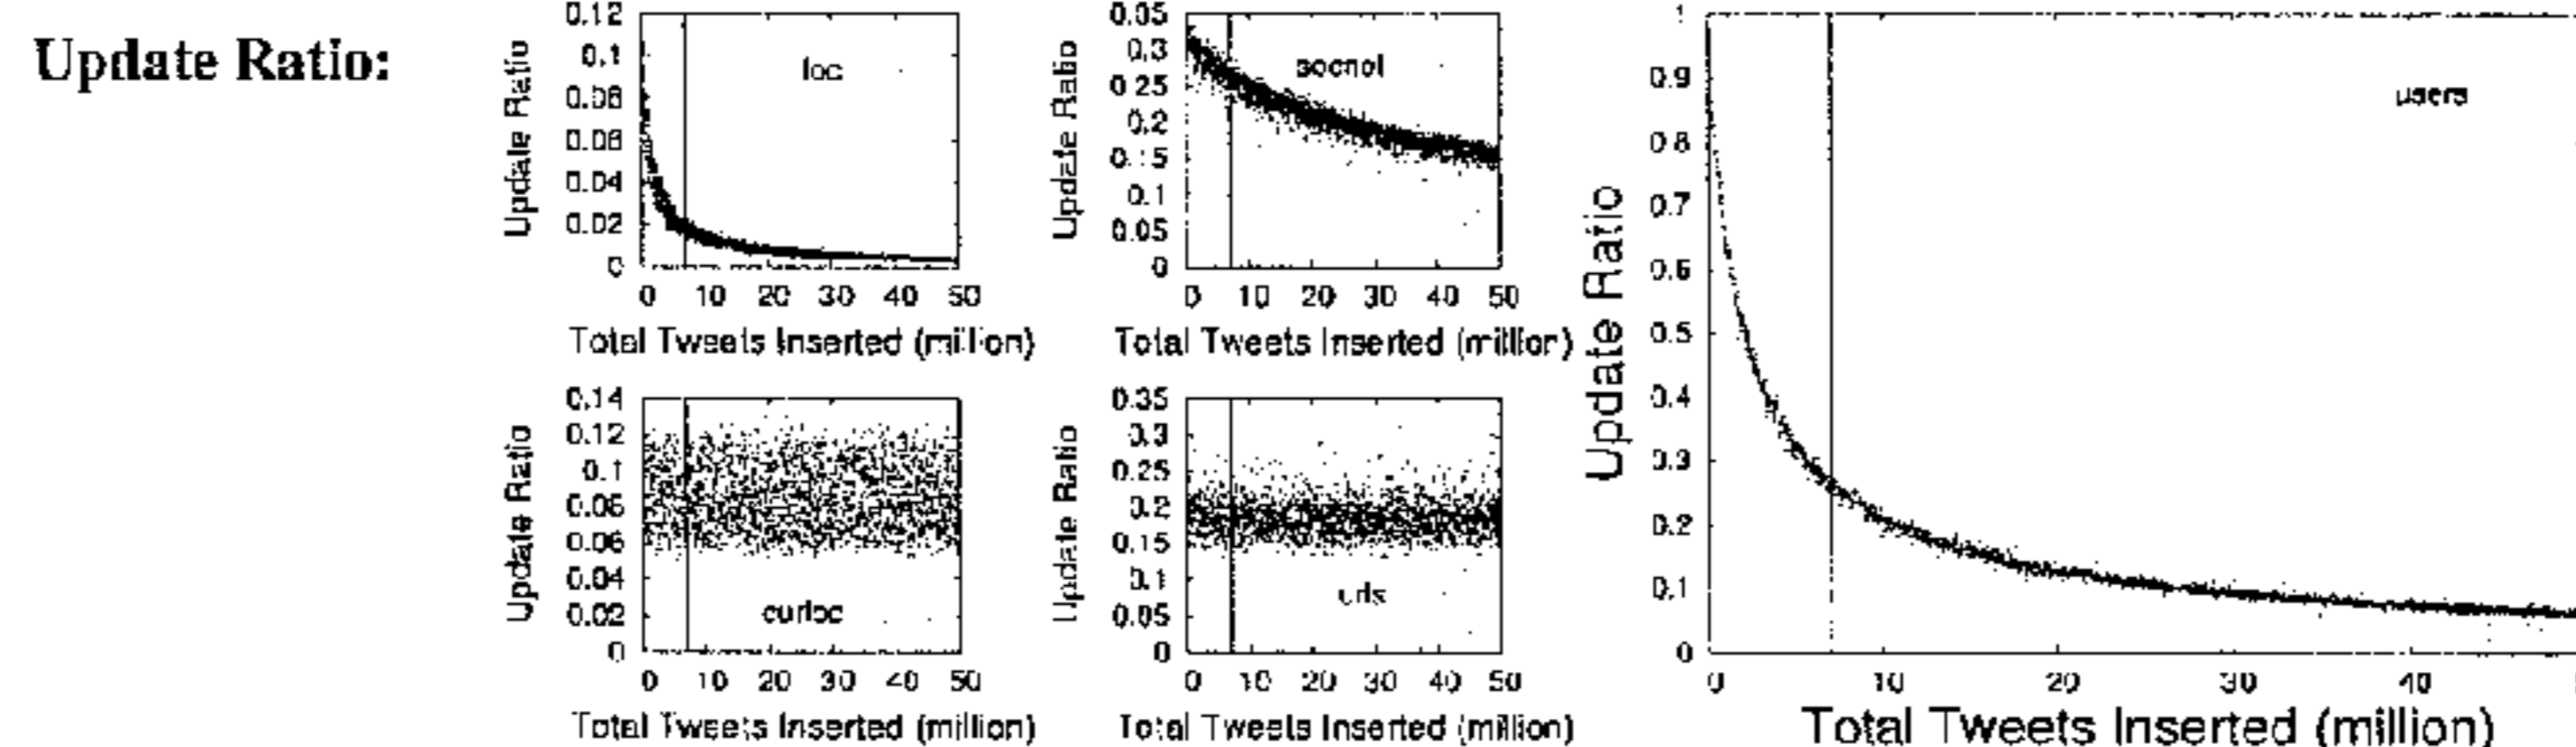 Update Ratio:
Update Ratio
0.12
0.1
0.08
0.06
0.04
0.02
0
loc
0 10 20 30 40 50
Total Tweets Inserted (million)
Update Ratio
0.35
0.3
0.25
0.2
0.15
0.1
0.05
0
socnol
0 10 20 30 40 50
Total Tweets Inserted (million)
Update Ratio
0.14
0.12
0.1
0.08
0.06
0.04
0.02
0
curloc
0 10 20 30 40 50
Total Tweets Inserted (million)
Update Ratio
0.35
0.3
0.25
0.2
0.15
0.1
0.05
0
urls
0 10 20 30 40 50
Total Tweets Inserted (million)
Update Ratio
1
0.9
0.8
0.7
0.6
0.5
0.4
0.3
0.2
0.1
0
users
0 10 20 30 40
Total Tweets Inserted (million)